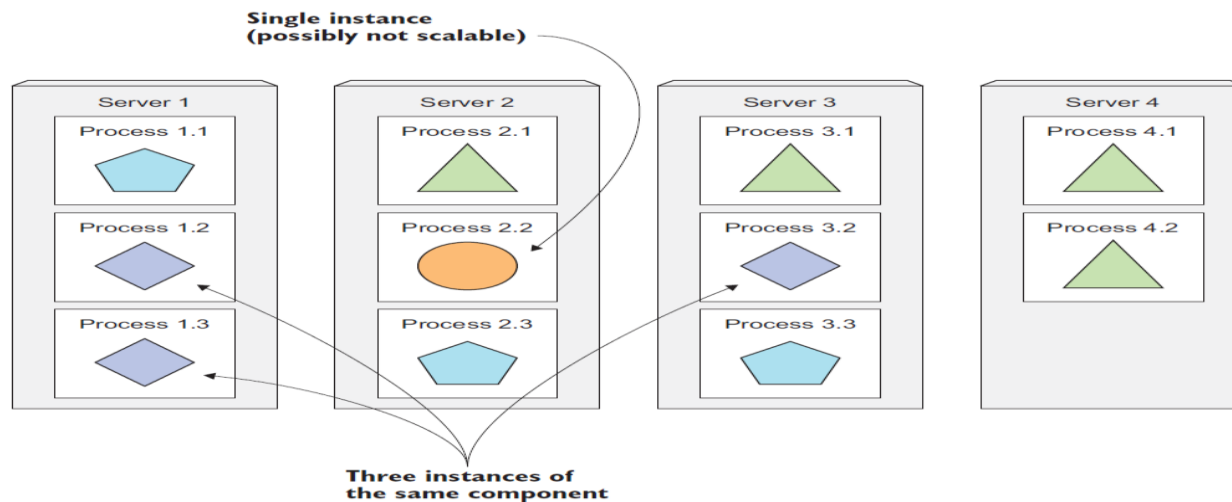 Single instance
(possibly not scalable)
Server 1
Process 1.1
Process 1.2
Process 1.3
Server 2
Process 2.1
Process 2.2
Process 2.3
Server 3
Process 3.1
Process 3.2
Process 3.3
Server 4
Process 4.1
Process 4.2
Three instances of
the same component